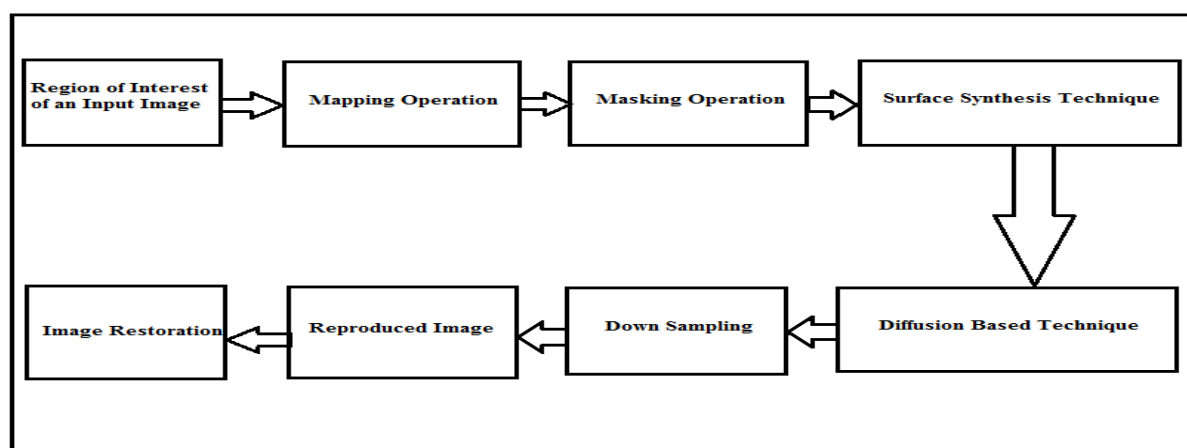 Region of Interest
of an Input Image
Mapping Operation
Masking Operation
Surface Synthesis Technique
Diffusion Based Technique
Down Sampling
Reproduced Image
Image Restoration